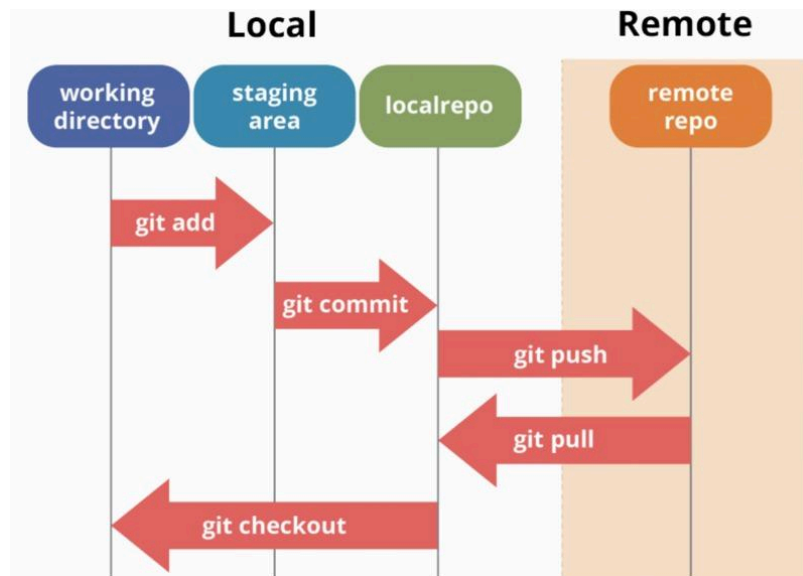 Local
Remote
working
directory
staging
area
localrepo
remote
repo
git add
git commit
git push
git pull
git checkout